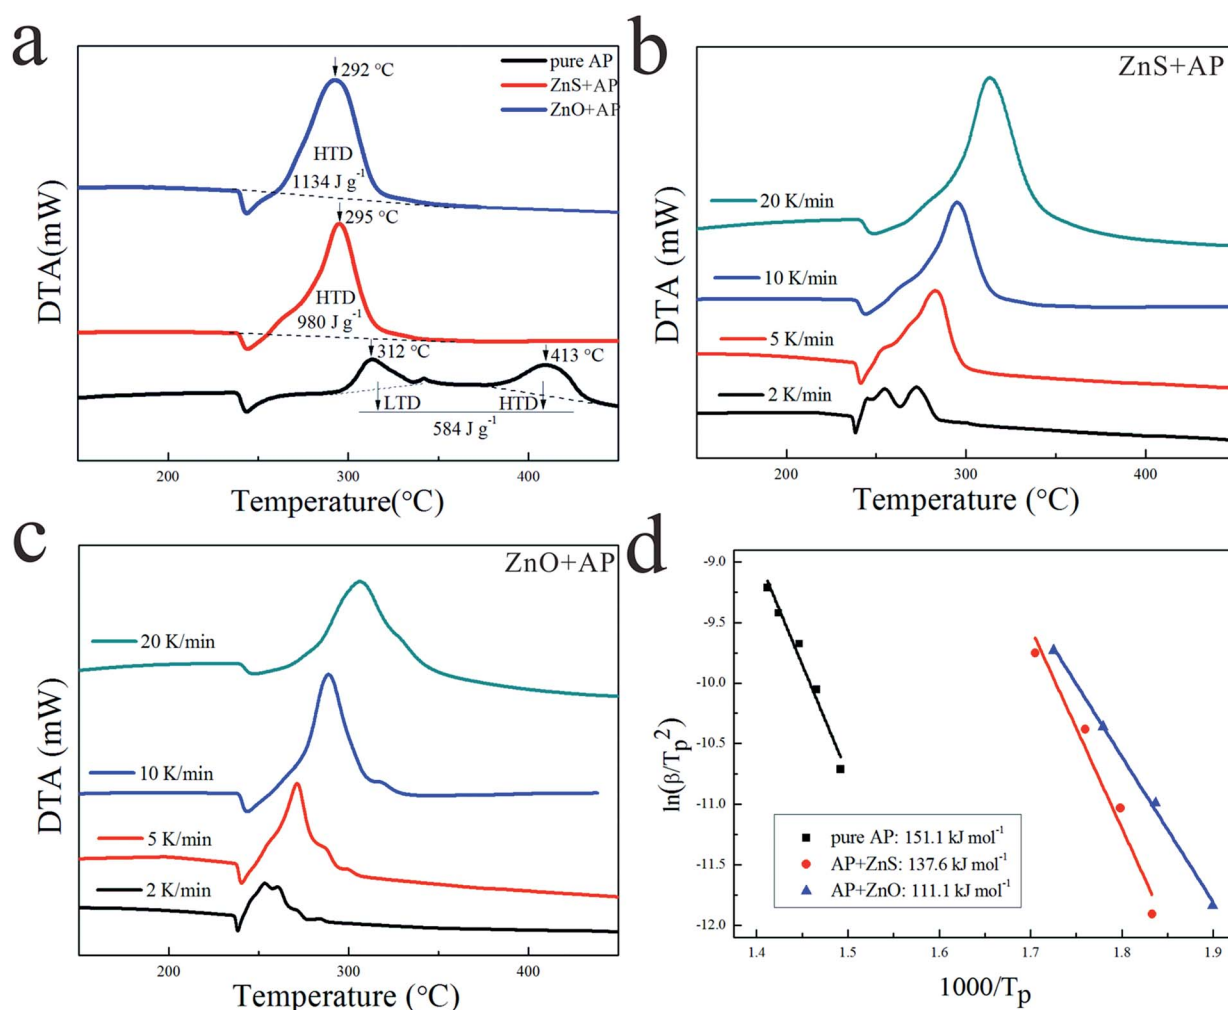 a
pure AP
ZnS+AP
ZnO+AP
292 °C
HTD
1134 J g-1
295 °C
HTD
980 J g-1
312 °C
413 °C
LTD
HTD
584 J g-1
DTA(mW)
200
300
400
Temperature(°C)
b
ZnS+AP
20 K/min
10 K/min
5 K/min
2 K/min
DTA (mW)
200
300
400
Temperature (°C)
c
ZnO+AP
20 K/min
10 K/min
5 K/min
2 K/min
DTA (mW)
200
300
400
Temperature (°C)
d
-9.0
-9.5
-10.0
-10.5
-11.0
-11.5
-12.0
ln(β/Tp2)
pure AP: 151.1 kJ mol-1
AP+ZnS: 137.6 kJ mol-1
AP+ZnO: 111.1 kJ mol-1
1.4
1.5
1.6
1.7
1.8
1.9
1000/Tp